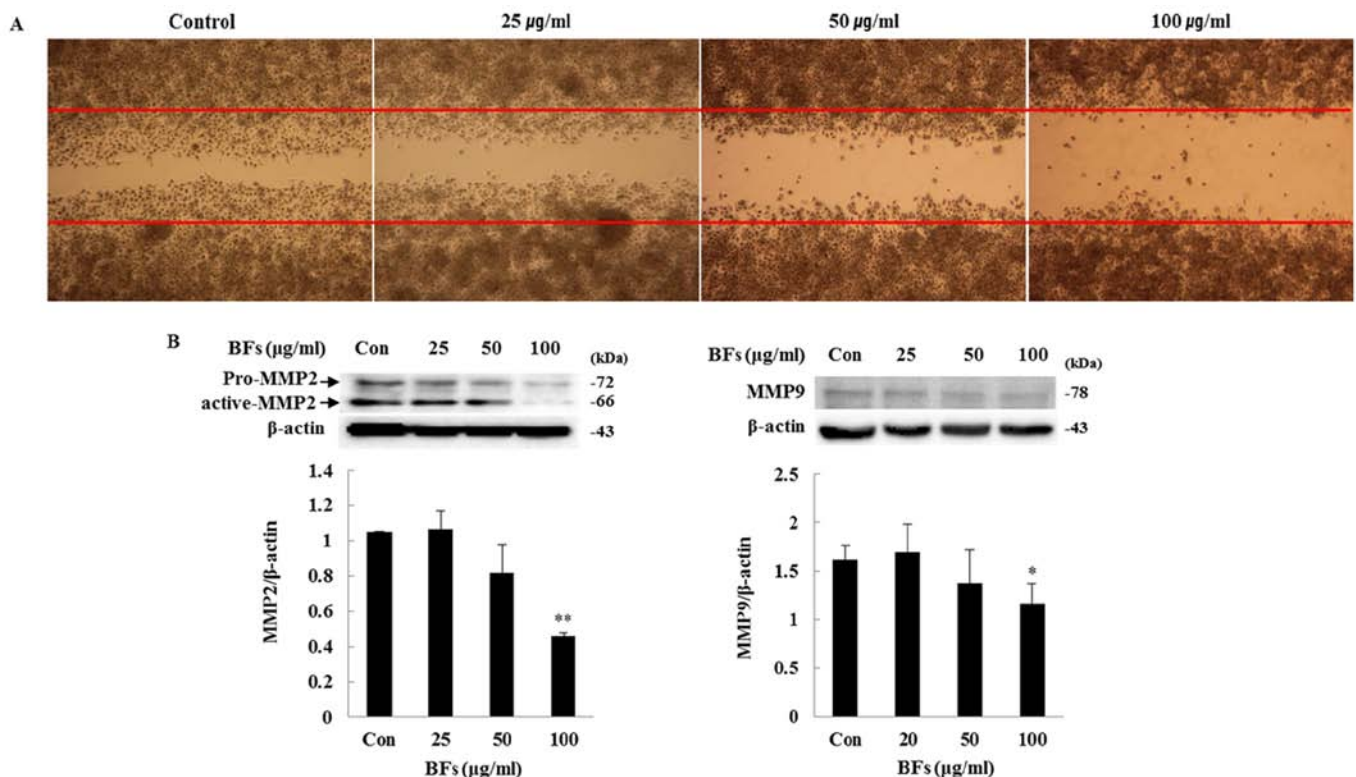 A
Control 25 µg/ml 50 µg/ml 100 µg/ml
B
BFs (µg/ml) Con 25 50 100 (kDa)
Pro-MMP2 -72
active-MMP2 -66
β-actin -43
MMP2/β-actin
1.4
1.2
1
0.8
0.6
0.4
0.2
0
**
Con 25 50 100
BFs (µg/ml)
BFs (µg/ml) Con 25 50 100 (kDa)
MMP9 -78
β-actin -43
MMP9/β-actin
2.5
2
1.5
1
0.5
0
*
Con 20 50 100
BFs (µg/ml)